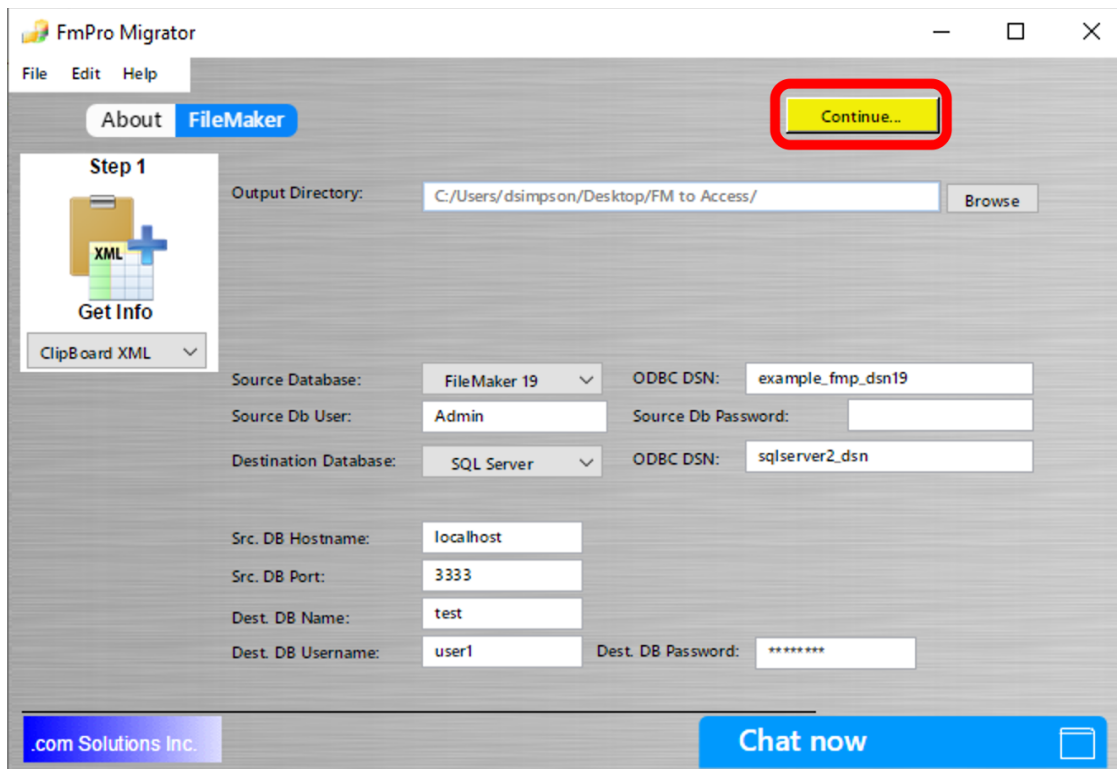 FmPro Migrator
File Edit Help
About FileMaker
Continue...
Step 1
XML
Get Info
ClipBoard XML
Output Directory: C:/Users/dsimpson/Desktop/FM to Access/ Browse
Source Database: FileMaker 19 ODBC DSN: example_fmp_dsn19
Source Db User: Admin Source Db Password:
Destination Database: SQL Server ODBC DSN: sqlserver2_dsn
Src. DB Hostname: localhost
Src. DB Port: 3333
Dest. DB Name: test
Dest. DB Username: user1 Dest. DB Password: ********
.com Solutions Inc. Chat now